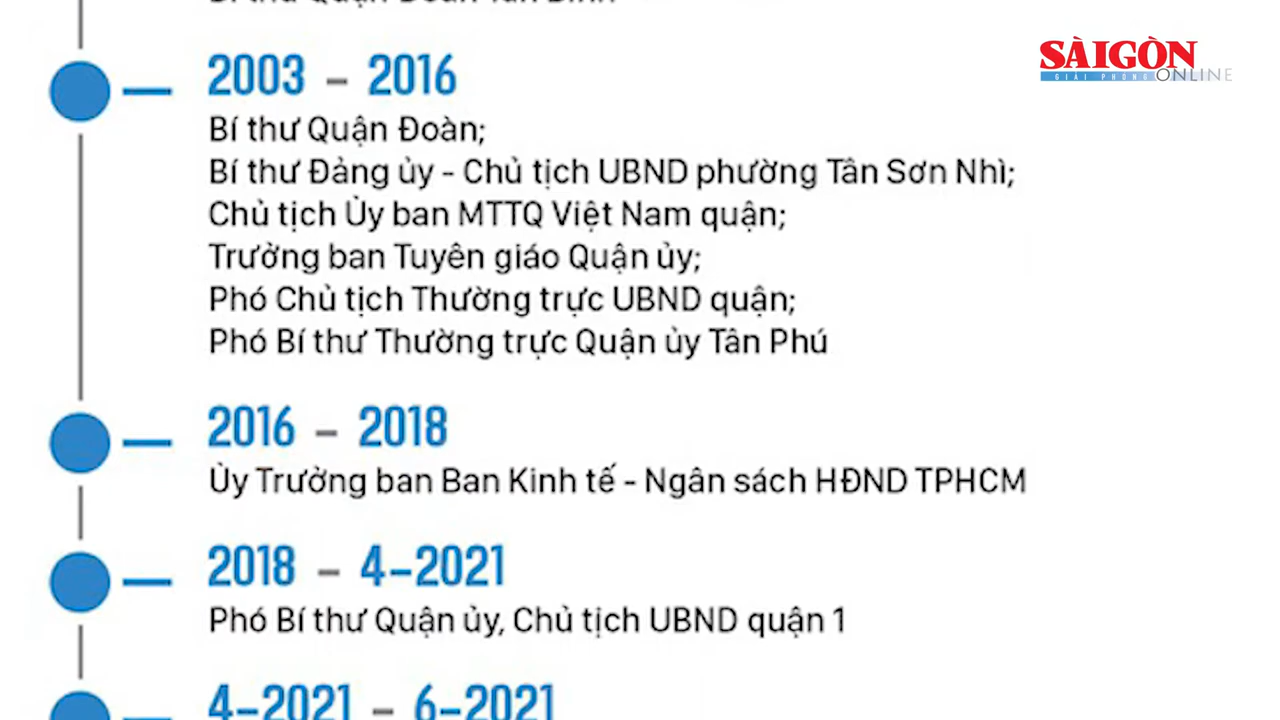 SÀIGÒN
GIẢI PHÓNG ONLINE
2003 – 2016
Bí thư Quận Đoàn;
Bí thư Đảng ủy - Chủ tịch UBND phường Tân Sơn Nhì;
Chủ tịch Ủy ban MTTQ Việt Nam quận;
Trưởng ban Tuyên giáo Quận ủy;
Phó Chủ tịch Thường trực UBND quận;
Phó Bí thư Thường trực Quận ủy Tân Phú
2016 – 2018
Ủy Trưởng ban Ban Kinh tế - Ngân sách HĐND TPHCM
2018 – 4-2021
Phó Bí thư Quận ủy, Chủ tịch UBND quận 1
4-2021 – 6-2021